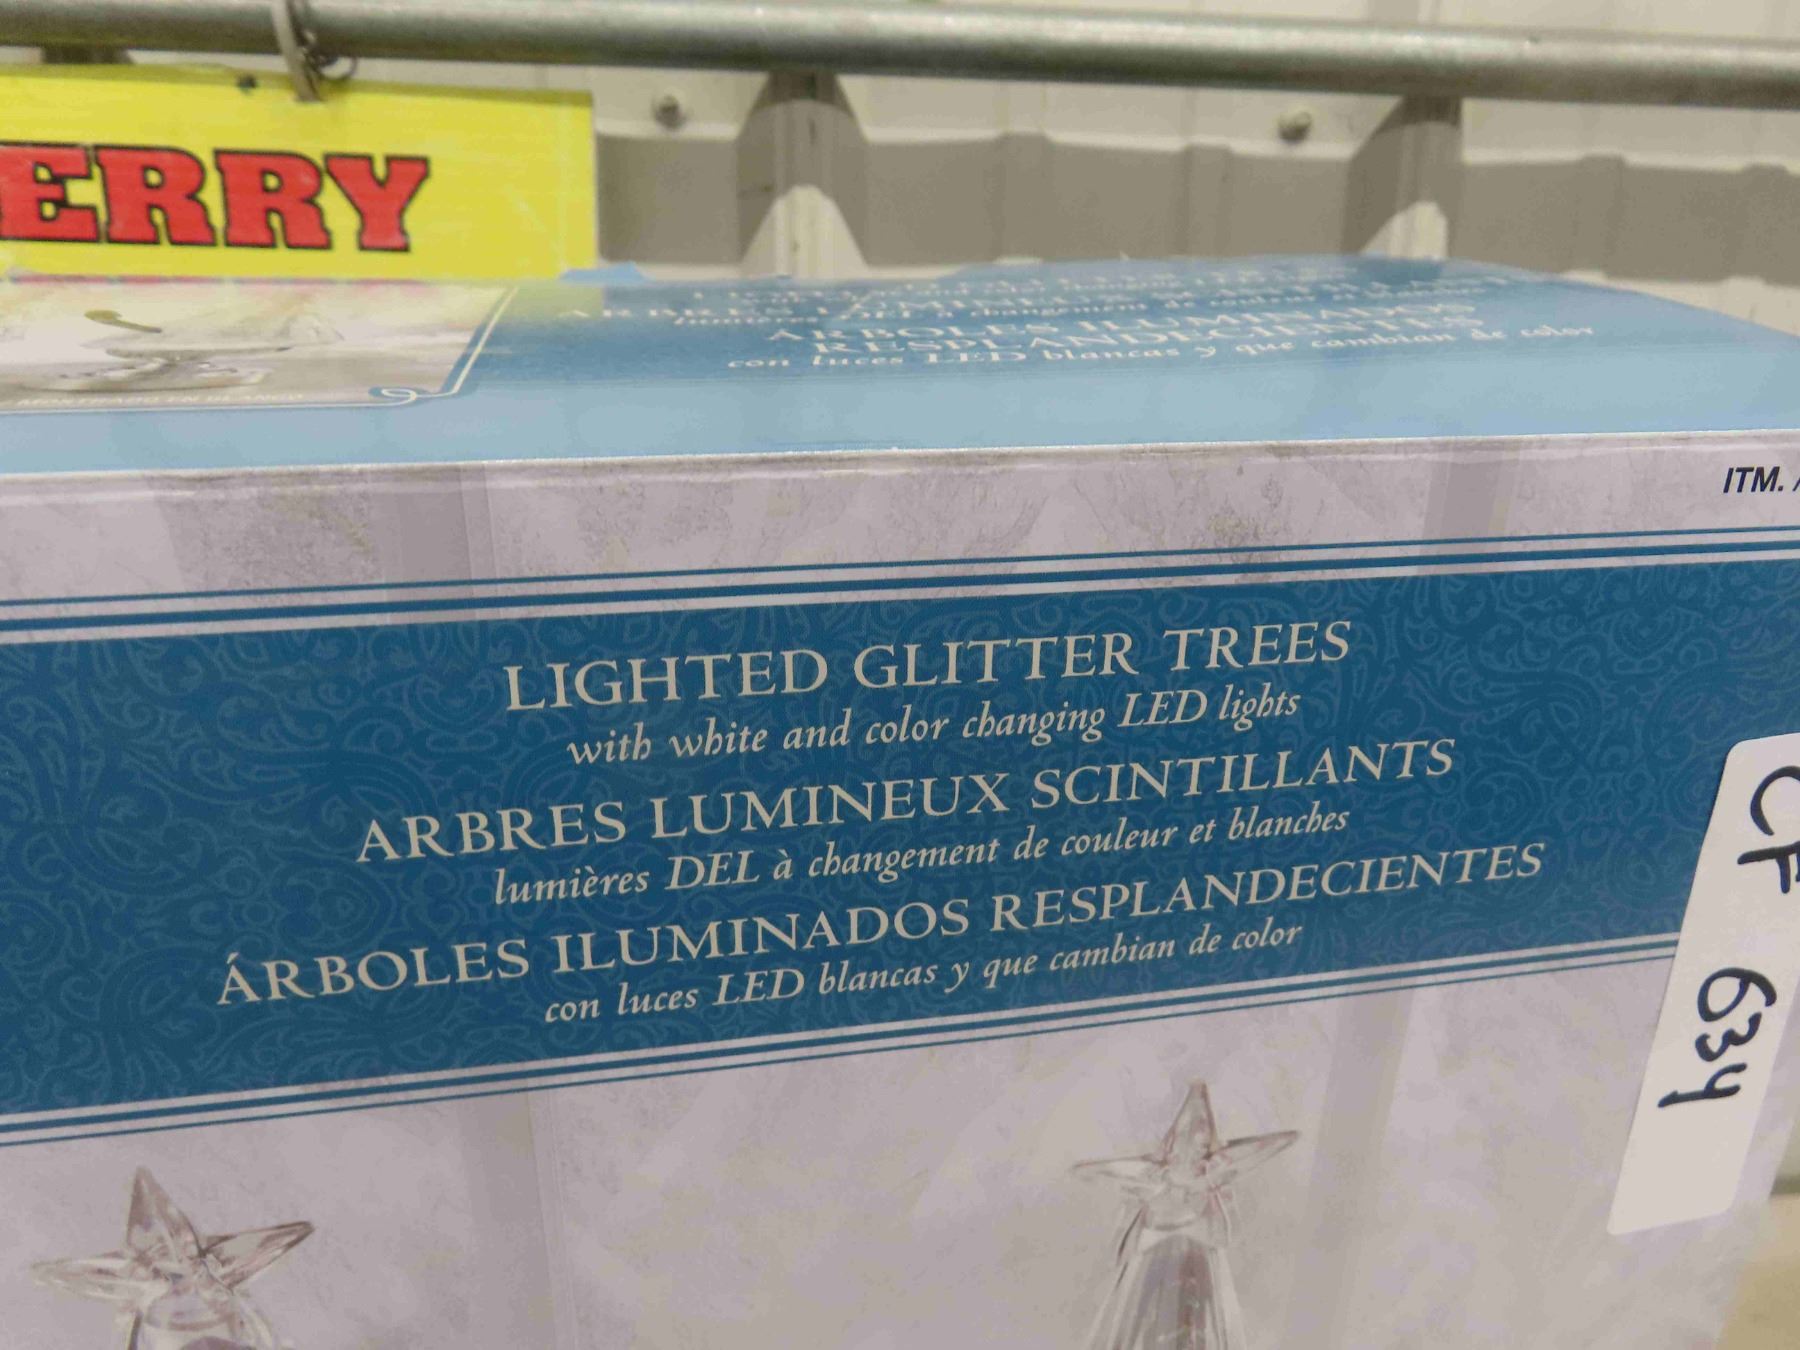 ERRY
ÁRBOLES ILUMINADOS
RESPLANDECIENTES
con luces LED blancas y que cambian de color
ITM.
LIGHTED GLITTER TREES
with white and color changing LED lights
ARBRES LUMINEUX SCINTILLANTS
lumières DEL à changement de couleur et blanches
ÁRBOLES ILUMINADOS RESPLANDECIENTES
con luces LED blancas y que cambian de color
CF 634